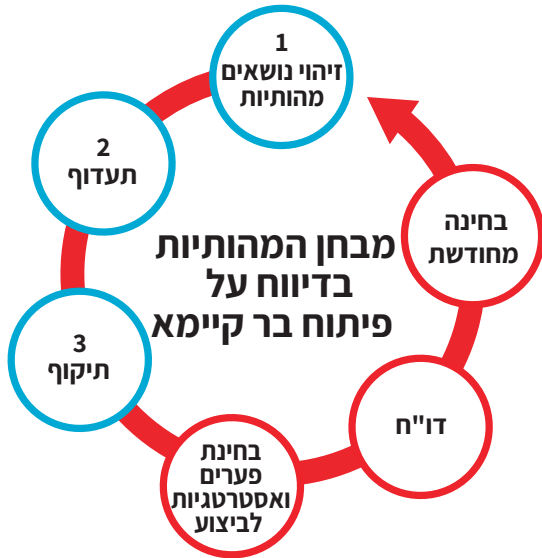 1
זיהוי נושאים
מהותיות
2
תעדוף
3
תיקוף
בחינת
פערים
ואסטרטגיות
לביצוע
דו"ח
בחינה
מחודשת
מבחן המהותיות
בדיווח על
פיתוח בר קיימא